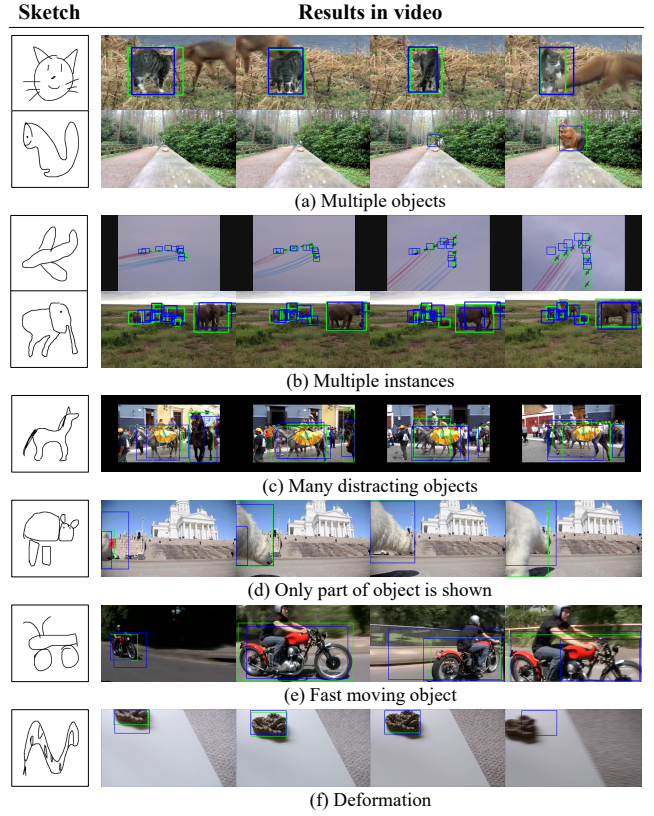 Sketch Results in video
(a) Multiple objects
(b) Multiple instances
(c) Many distracting objects
(d) Only part of object is shown
(e) Fast moving object
(f) Deformation